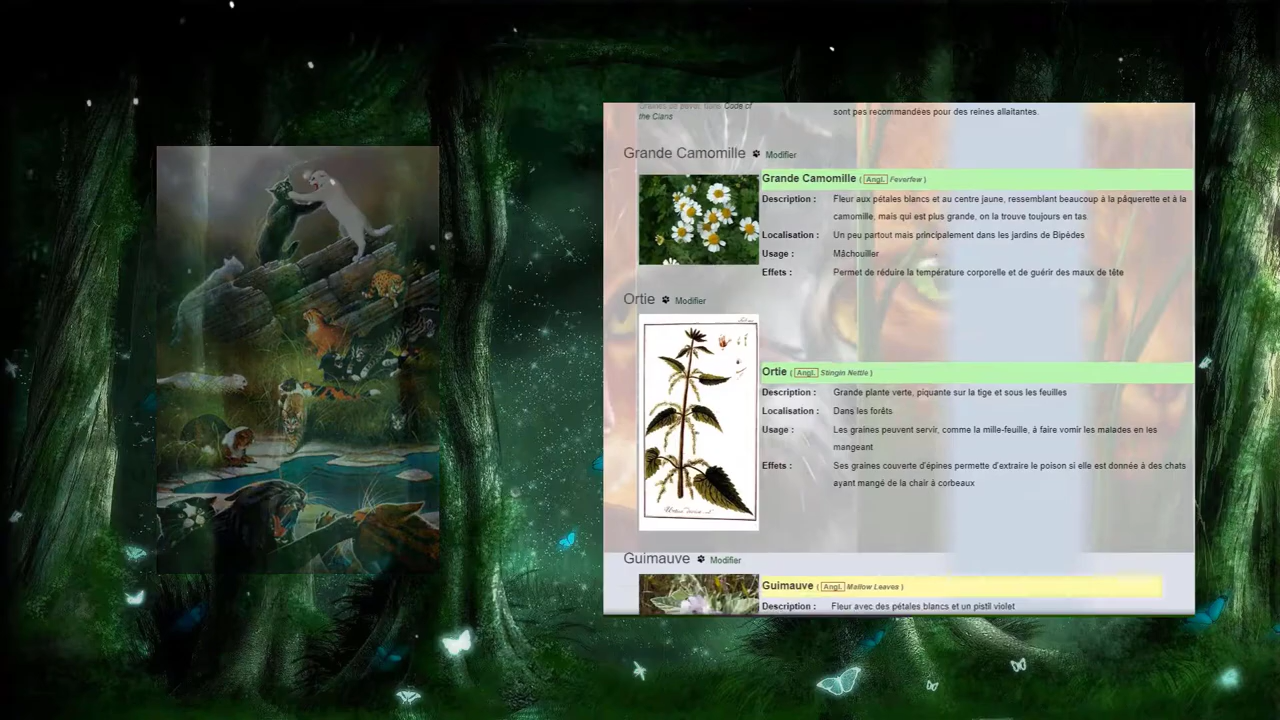 Code of
the Clans
sont pas recommandées pour des reines allaitantes.
Grande Camomille Modifier
Grande Camomille ( Angl. Feverfew )
Description : Fleur aux pétales blancs et au centre jaune, ressemblant beaucoup à la pâquerette et à la
camomille, mais qui est plus grande, on la trouve toujours en tas
Localisation : Un peu partout mais principalement dans les jardins de Bipèdes
Usage : Mâchouiller
Effets : Permet de réduire la température corporelle et de guérir des maux de tête
Ortie Modifier
Ortie ( Angl. Stingin Nettle )
Description : Grande plante verte, piquante sur la tige et sous les feuilles
Localisation : Dans les forêts
Usage : Les graines peuvent servir, comme la mille-feuille, à faire vomir les malades en les
mangeant
Effets : Ses graines couverte d'épines permette d'extraire le poison si elle est donnée à des chats
ayant mangé de la chair à corbeaux
Guimauve Modifier
Guimauve ( Angl. Mallow Leaves )
Description : Fleur avec des pétales blancs et un pistil violet